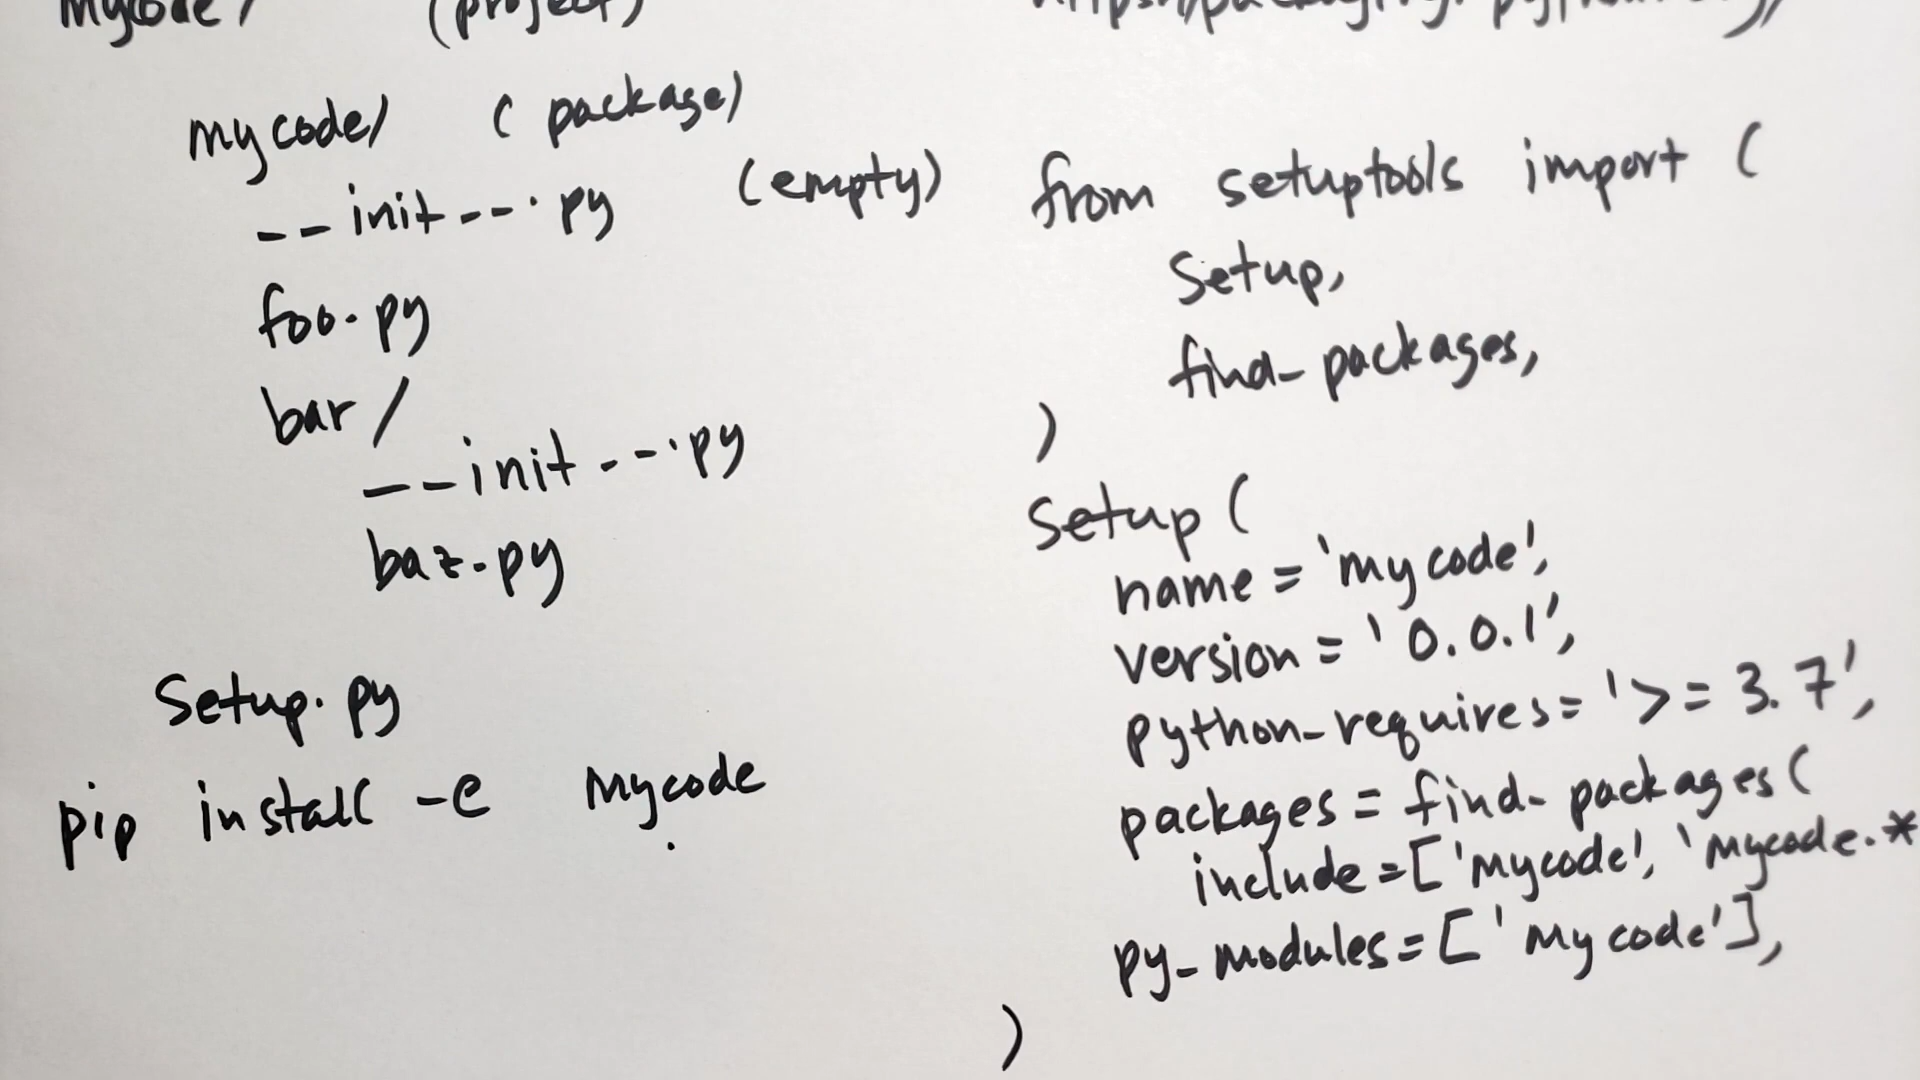 mycode/ (project)
mycode/ (package)
__init__.py (empty)
foo.py
bar/
__init__.py
baz.py
setup.py
pip install -e mycode
from setuptools import (
setup,
find_packages,
)
setup(
name = 'mycode',
version = '0.0.1',
python_requires = '>= 3.7',
packages = find_packages(
include = ['mycode', 'mycode.*
py_modules = ['mycode'],
)